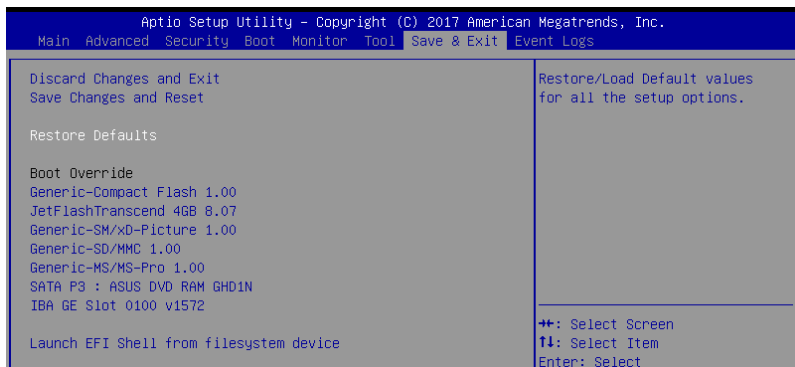 Aptio Setup Utility – Copyright (C) 2017 American Megatrends, Inc.
Main Advanced Security Boot Monitor Tool Save & Exit Event Logs
Discard Changes and Exit
Save Changes and Reset
Restore Defaults
Boot Override
Generic-Compact Flash 1.00
JetFlashTranscend 4GB 8.07
Generic-SM/xD-Picture 1.00
Generic-SD/MMC 1.00
Generic-MS/MS-Pro 1.00
SATA P3 : ASUS DVD RAM GHD1N
IBA GE Slot 0100 v1572
Launch EFI Shell from filesystem device
Restore/Load Default values
for all the setup options.
→←: Select Screen
↑↓: Select Item
Enter: Select